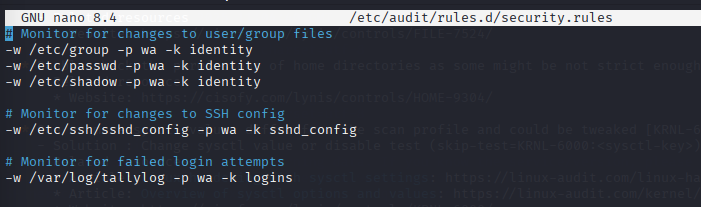 GNU nano 8.4 /etc/audit/rules.d/security.rules
# Monitor for changes to user/group files
-w /etc/group -p wa -k identity
-w /etc/passwd -p wa -k identity
-w /etc/shadow -p wa -k identity
# Monitor for changes to SSH config
-w /etc/ssh/sshd_config -p wa -k sshd_config
# Monitor for failed login attempts
-w /var/log/tallylog -p wa -k logins